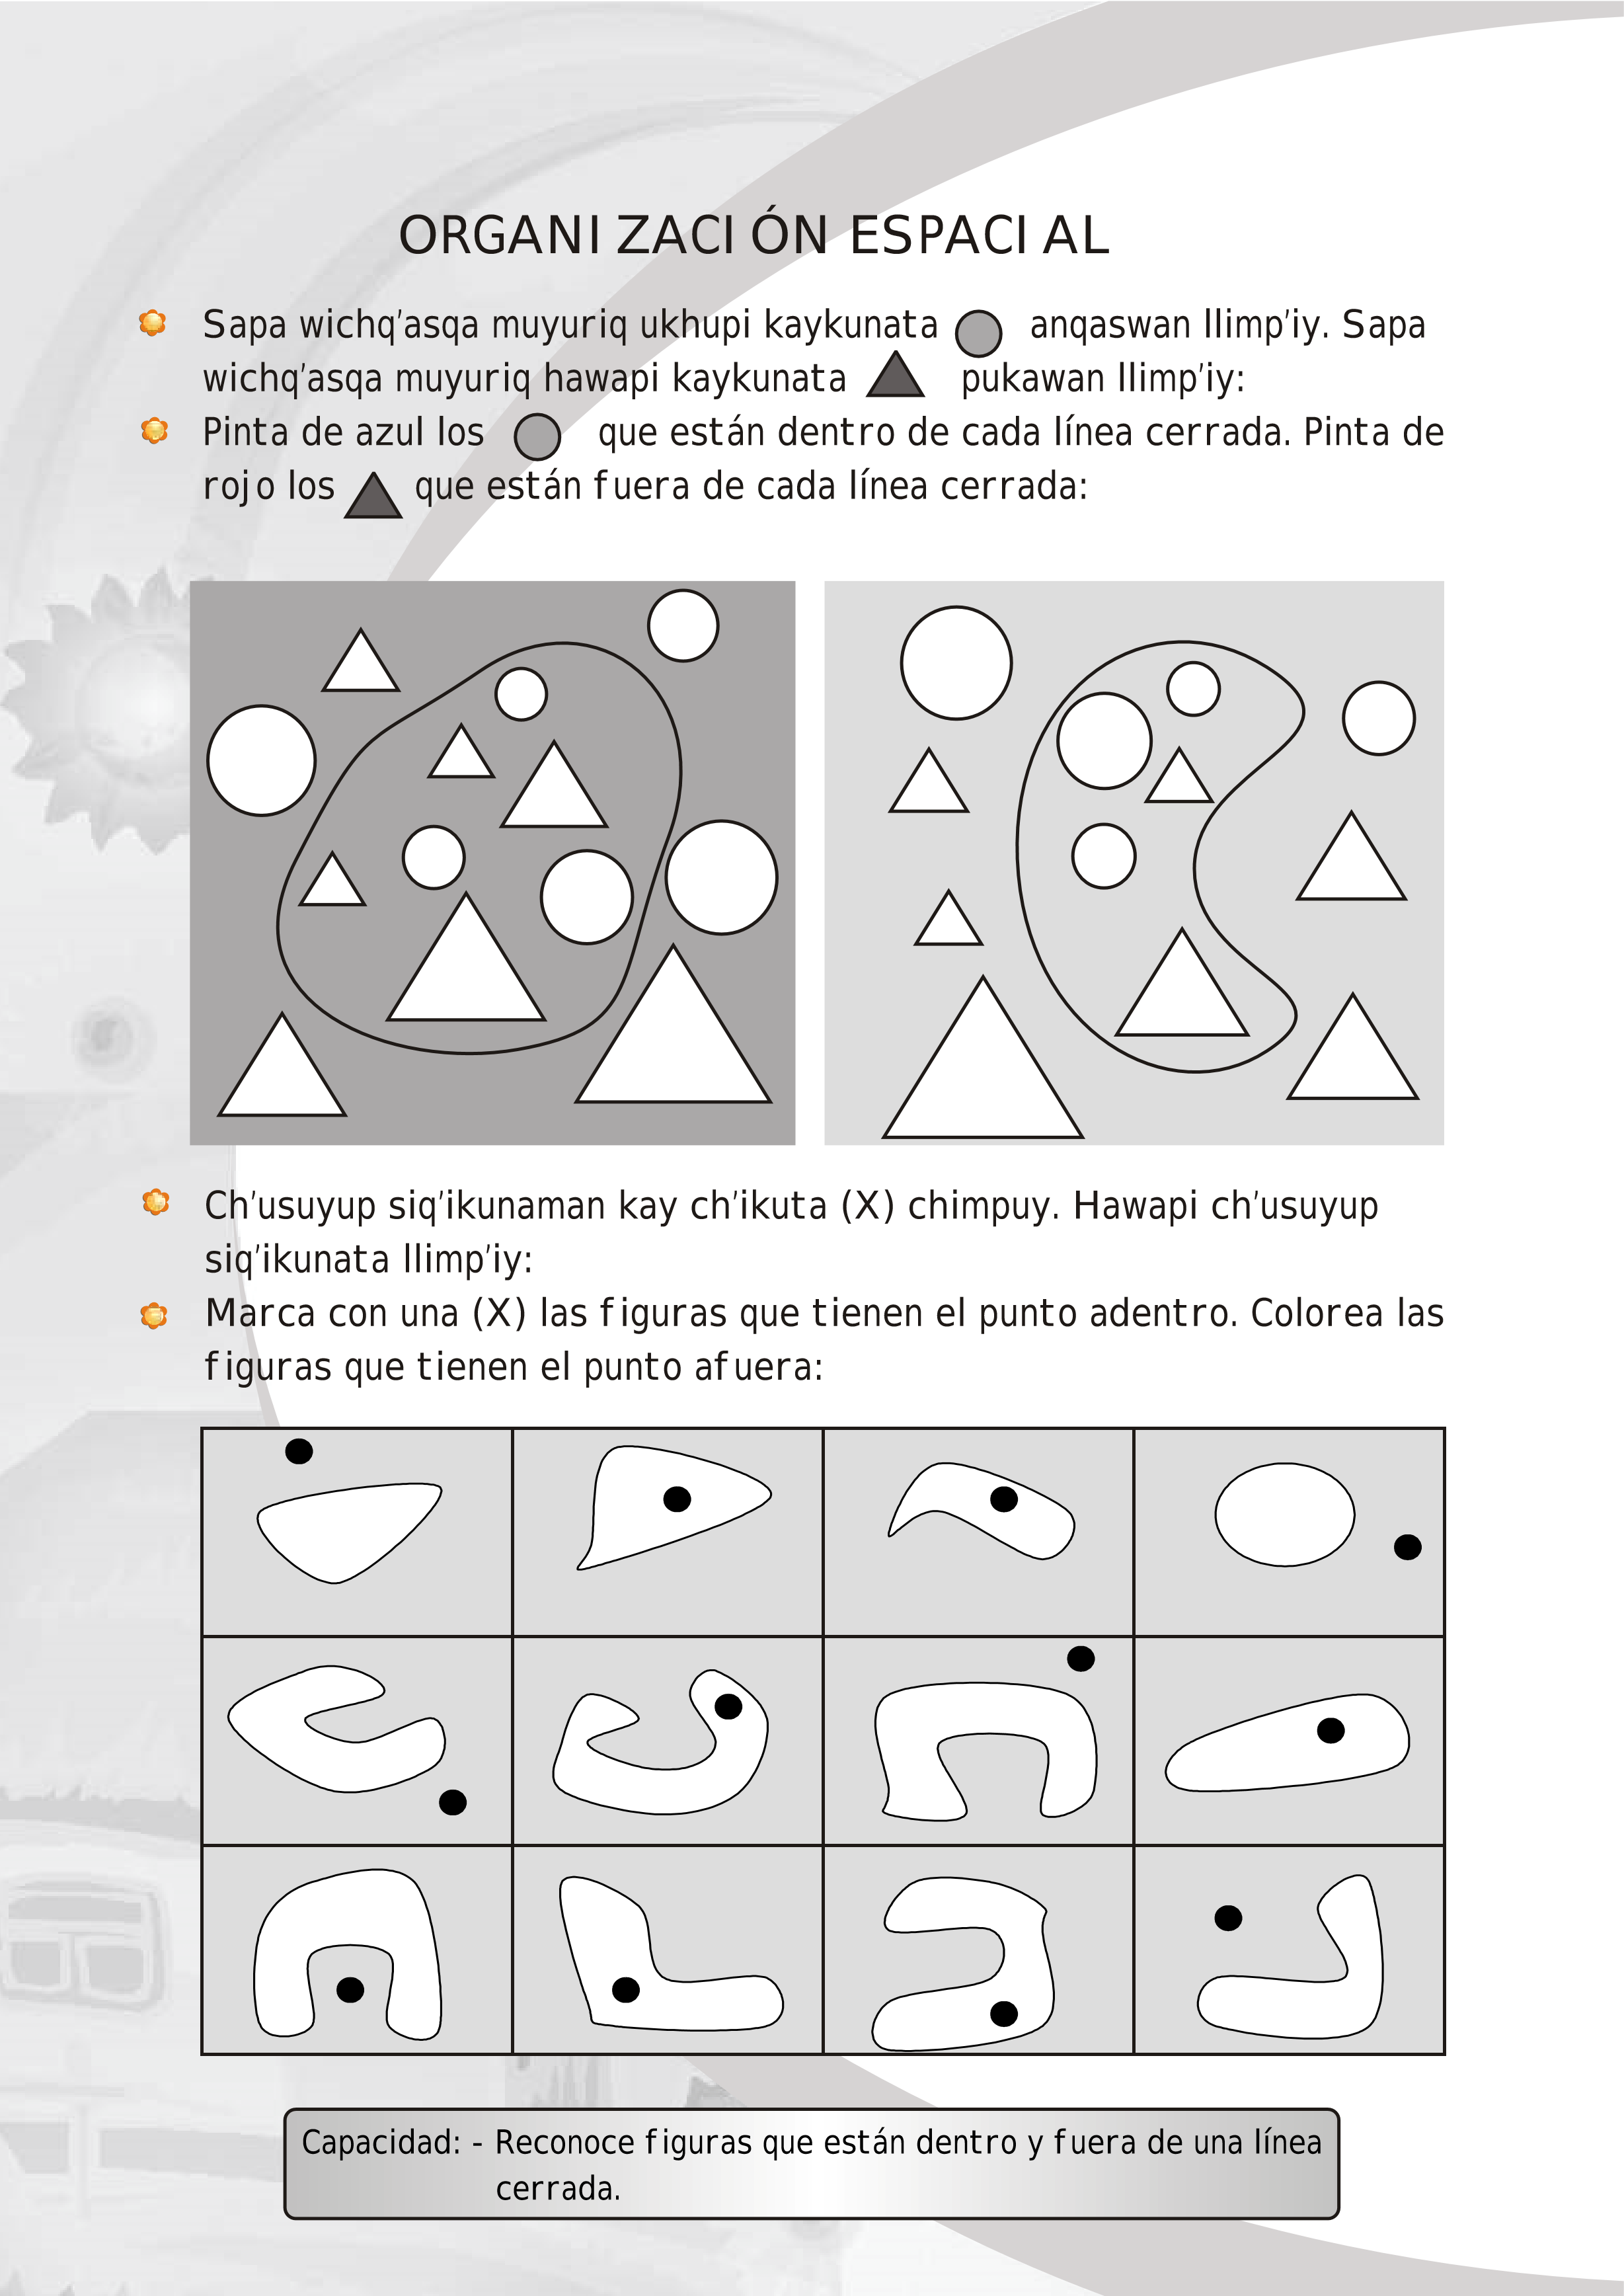 ORGANIZACIÓN ESPACIAL
Sapa wichq'asqa muyuriq ukhupi kaykunata anqaswan llimp'iy. Sapa
wichq'asqa muyuriq hawapi kaykunata pukawan llimp'iy:
Pinta de azul los que están dentro de cada línea cerrada. Pinta de
rojo los que están fuera de cada línea cerrada:
Ch'usuyup siq'ikunaman kay ch'ikuta (X) chimpuy. Hawapi ch'usuyup
siq'ikunata llimp'iy:
Marca con una (X) las figuras que tienen el punto adentro. Colorea las
figuras que tienen el punto afuera:
Capacidad: - Reconoce figuras que están dentro y fuera de una línea
cerrada.